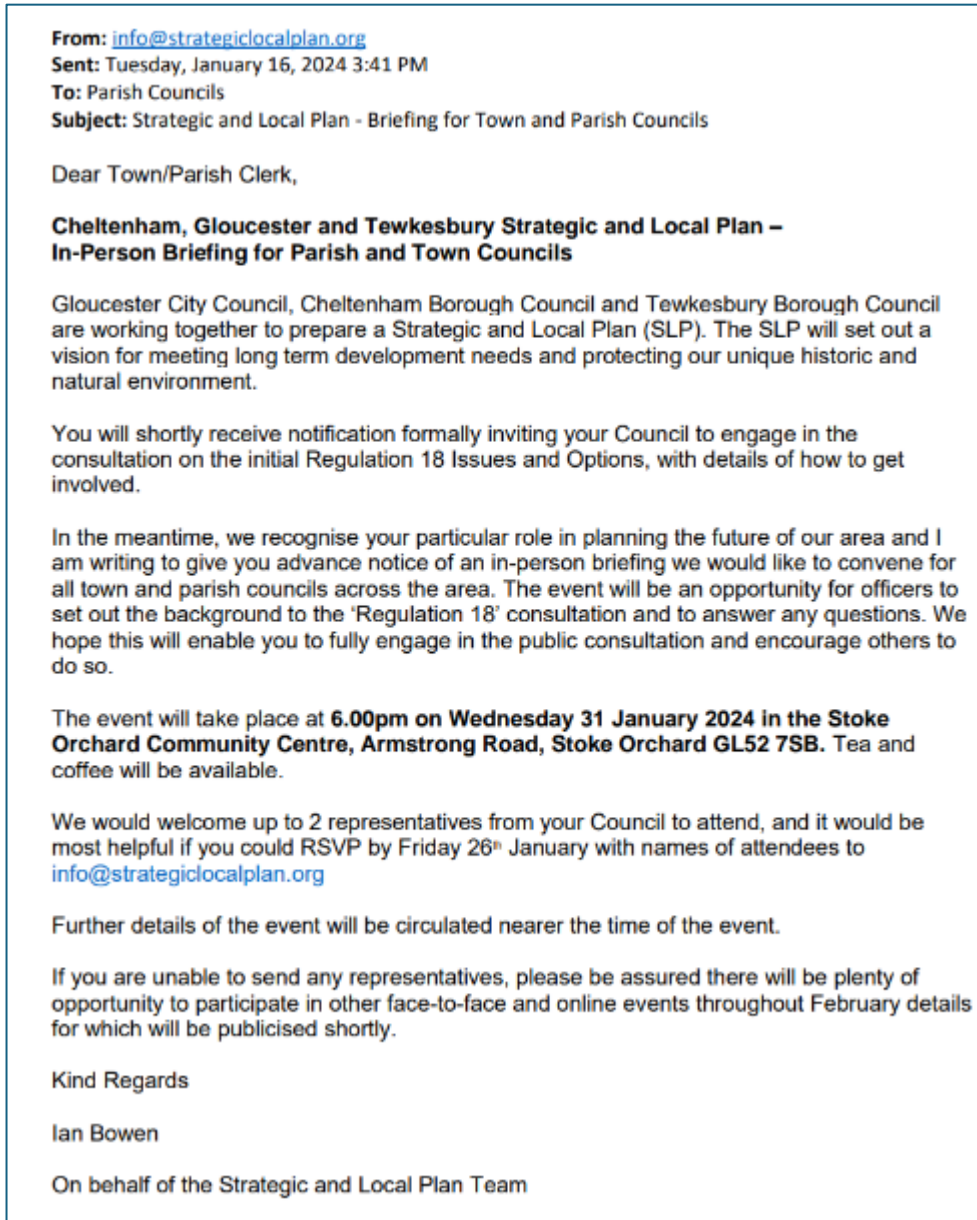 From: info@strategiclocalplan.org
Sent: Tuesday, January 16, 2024 3:41 PM
To: Parish Councils
Subject: Strategic and Local Plan - Briefing for Town and Parish Councils
Dear Town/Parish Clerk,
Cheltenham, Gloucester and Tewkesbury Strategic and Local Plan –
In-Person Briefing for Parish and Town Councils
Gloucester City Council, Cheltenham Borough Council and Tewkesbury Borough Council
are working together to prepare a Strategic and Local Plan (SLP). The SLP will set out a
vision for meeting long term development needs and protecting our unique historic and
natural environment.
You will shortly receive notification formally inviting your Council to engage in the
consultation on the initial Regulation 18 Issues and Options, with details of how to get
involved.
In the meantime, we recognise your particular role in planning the future of our area and I
am writing to give you advance notice of an in-person briefing we would like to convene for
all town and parish councils across the area. The event will be an opportunity for officers to
set out the background to the ‘Regulation 18’ consultation and to answer any questions. We
hope this will enable you to fully engage in the public consultation and encourage others to
do so.
The event will take place at 6.00pm on Wednesday 31 January 2024 in the Stoke
Orchard Community Centre, Armstrong Road, Stoke Orchard GL52 7SB. Tea and
coffee will be available.
We would welcome up to 2 representatives from your Council to attend, and it would be
most helpful if you could RSVP by Friday 26th January with names of attendees to
info@strategiclocalplan.org
Further details of the event will be circulated nearer the time of the event.
If you are unable to send any representatives, please be assured there will be plenty of
opportunity to participate in other face-to-face and online events throughout February details
for which will be publicised shortly.
Kind Regards
Ian Bowen
On behalf of the Strategic and Local Plan Team